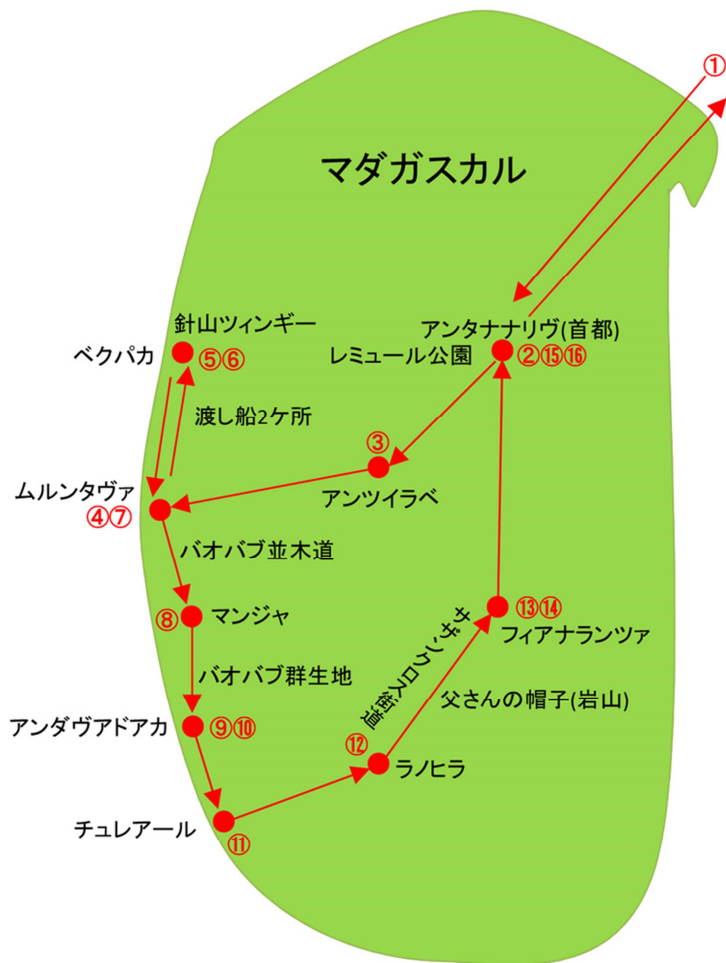 ①
マダガスカル
針山ツィンギー
ベクパカ
⑤⑥
アンタナナリヴ(首都)
レミュール公園
②⑮⑯
渡し船2ケ所
③
アンツイラベ
ムルンタヴァ
④⑦
バオバブ並木道
⑧
マンジャ
⑬⑭
フィアナランツァ
バオバブ群生地
サザンクロス街道
父さんの帽子(岩山)
アンダヴアドアカ
⑨⑩
⑫
ラノヒラ
チュレアール
⑪